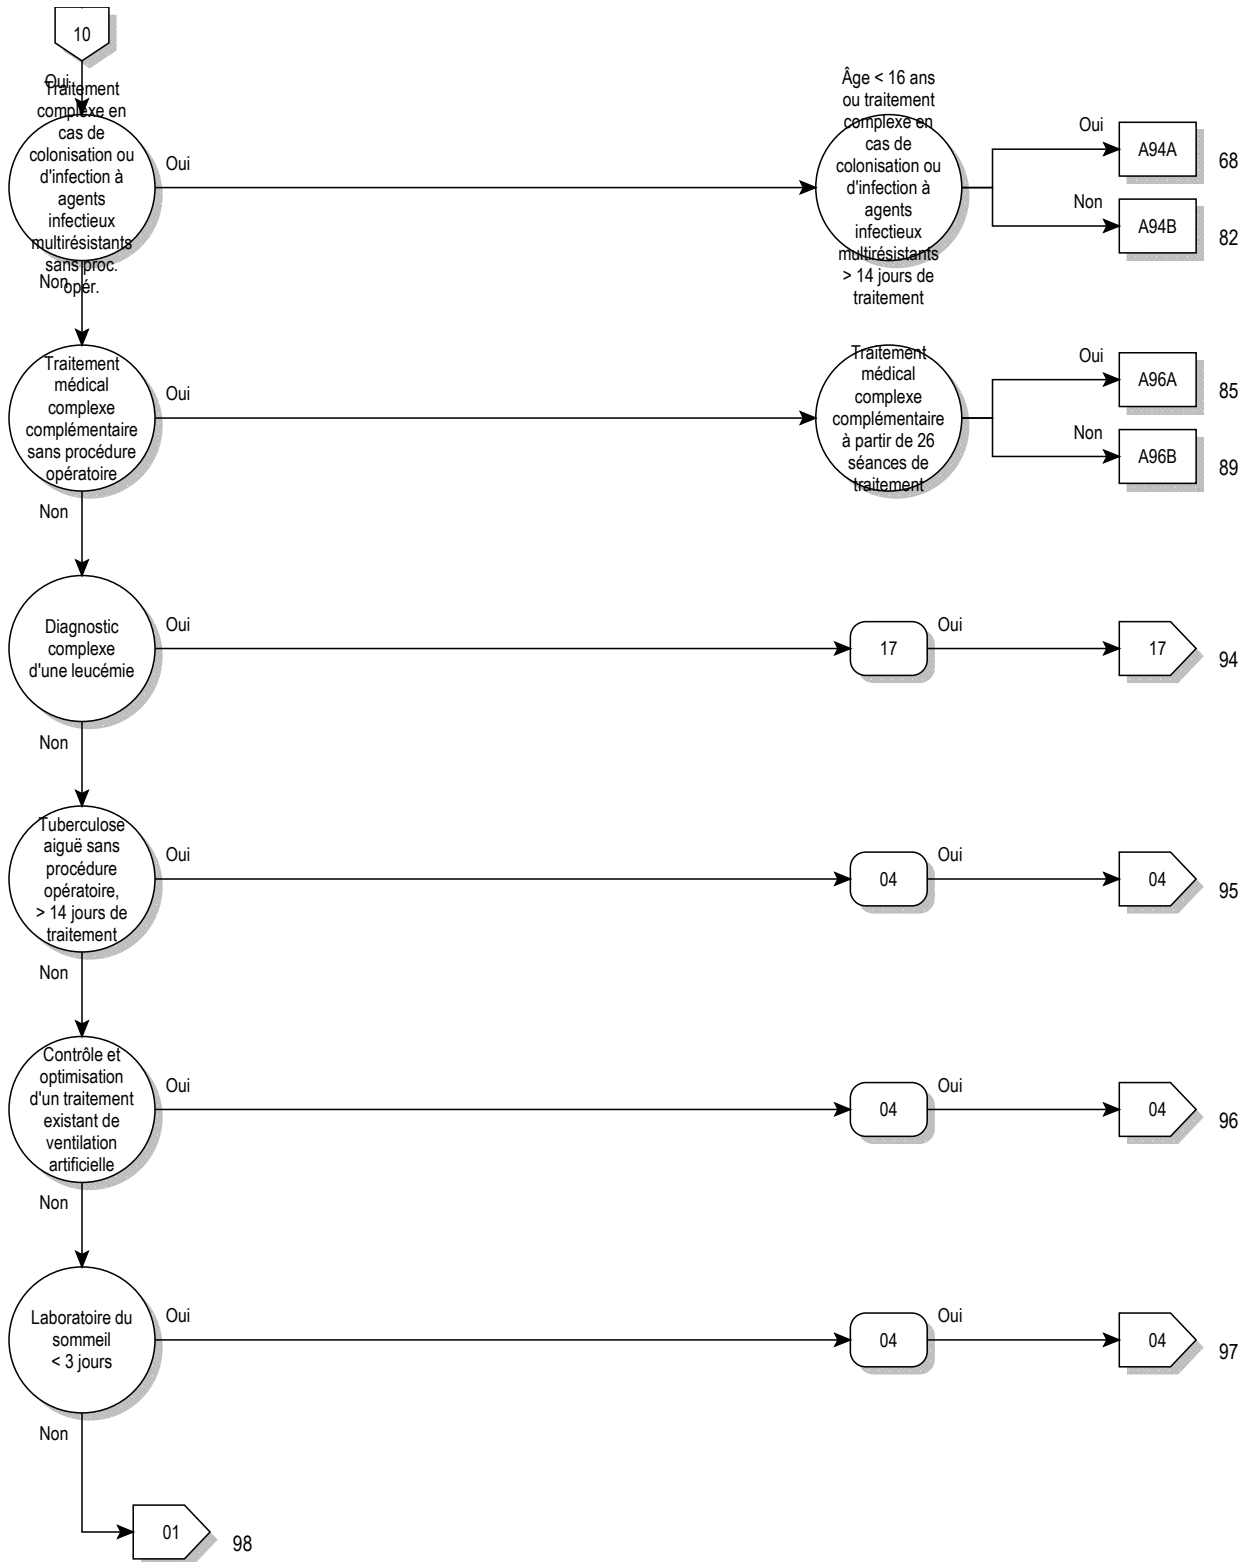 10
Oui
Traitement
complexe en
cas de
colonisation ou
d'infection à
agents
infectieux
multirésistants
sans proc.
opér.
Oui
Âge < 16 ans
ou traitement
complexe en
cas de
colonisation ou
d'infection à
agents
infectieux
multirésistants
> 14 jours de
traitement
Oui
A94A
68
Non
A94B
82
Non
Traitement
médical
complexe
complémentaire
sans procédure
opératoire
Oui
Traitement
médical
complexe
complémentaire
à partir de 26
séances de
traitement
Oui
A96A
85
Non
A96B
89
Non
Diagnostic
complexe
d'une leucémie
Oui
17
Oui
17
94
Non
Tuberculose
aiguë sans
procédure
opératoire,
> 14 jours de
traitement
Oui
04
Oui
04
95
Non
Contrôle et
optimisation
d'un traitement
existant de
ventilation
artificielle
Oui
04
Oui
04
96
Non
Laboratoire du
sommeil
< 3 jours
Oui
04
Oui
04
97
Non
01
98